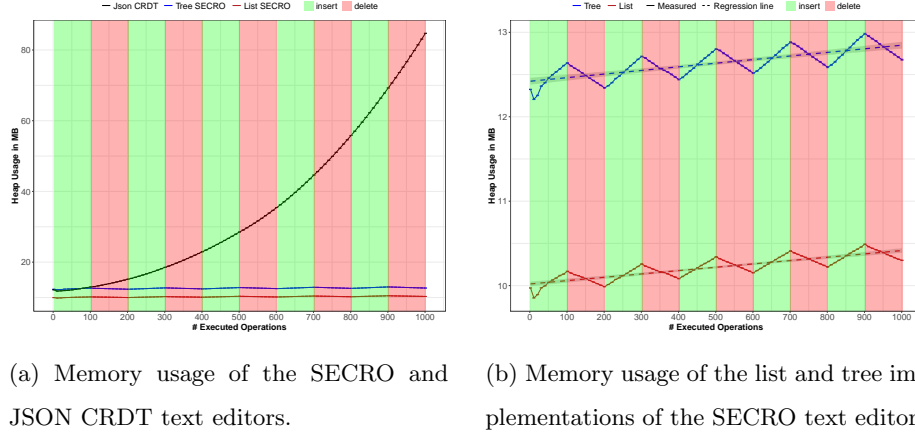 Json CRDT Tree SECRO List SECRO insert delete
80
60
40
20
Heap Usage in MB
0 100 200 300 400 500 600 700 800 900 1000
# Executed Operations
(a) Memory usage of the SECRO and
JSON CRDT text editors.
Tree List Measured Regression line insert delete
13
12
11
10
Heap Usage in MB
0 100 200 300 400 500 600 700 800 900 1000
# Executed Operations
(b) Memory usage of the list and tree im
plementations of the SECRO text editor